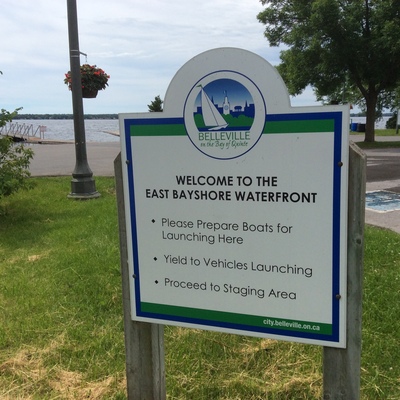 BELLEVILLE
on the Bay of Quinte
WELCOME TO THE
EAST BAYSHORE WATERFRONT
• Please Prepare Boats for
Launching Here
• Yield to Vehicles Launching
• Proceed to Staging Area
city.belleville.on.ca